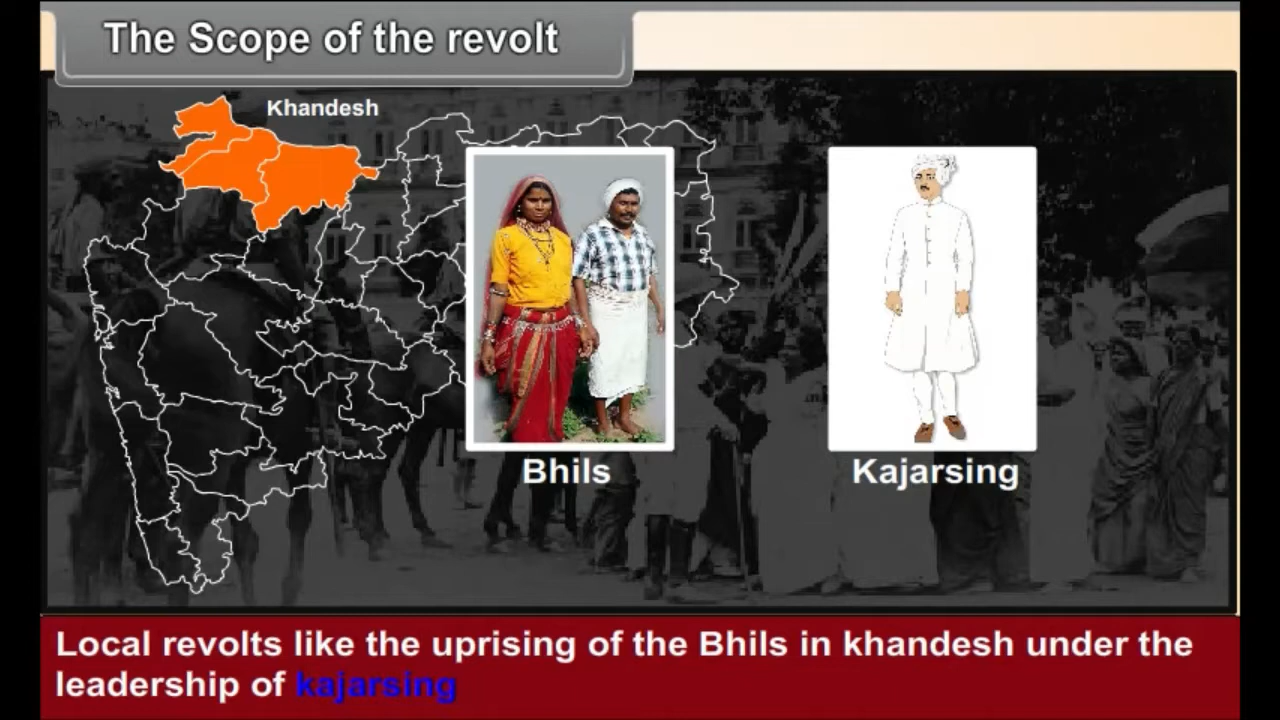 The Scope of the revolt
Khandesh
Bhils
Kajarsing
Local revolts like the uprising of the Bhils in khandesh under the
leadership of kajarsing